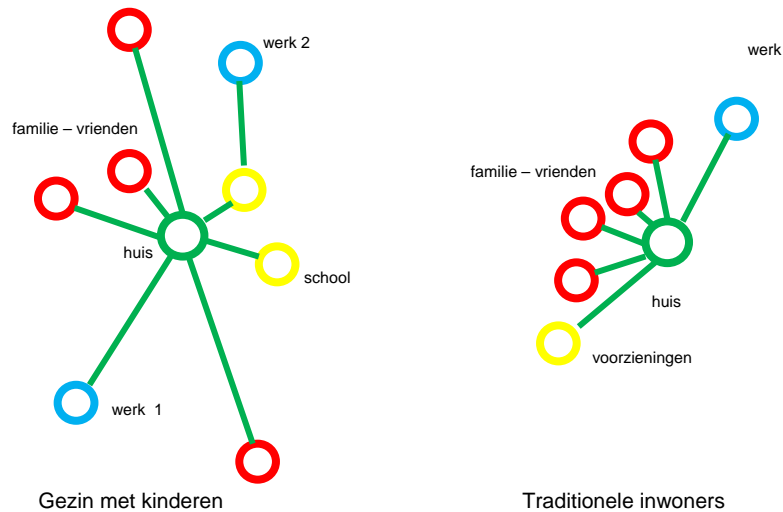 werk 2
familie – vrienden
huis
school
werk 1
Gezin met kinderen
werk
familie – vrienden
huis
voorzieningen
Traditionele inwoners